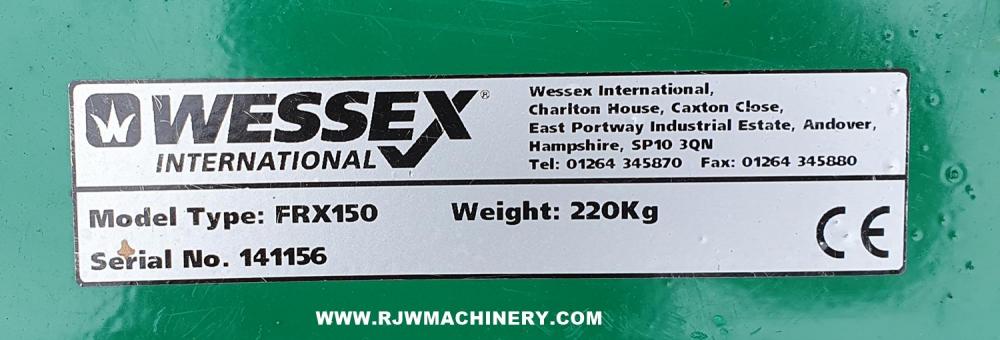 WESSEX®
INTERNATIONAL
Wessex International,
Charlton House, Caxton Close,
East Portway Industrial Estate, Andover,
Hampshire, SP10 3QN
Tel: 01264 345870 Fax: 01264 345880
Model Type: FRX150 Weight: 220Kg
Serial No. 141156
CE
WWW.RJWMACHINERY.COM